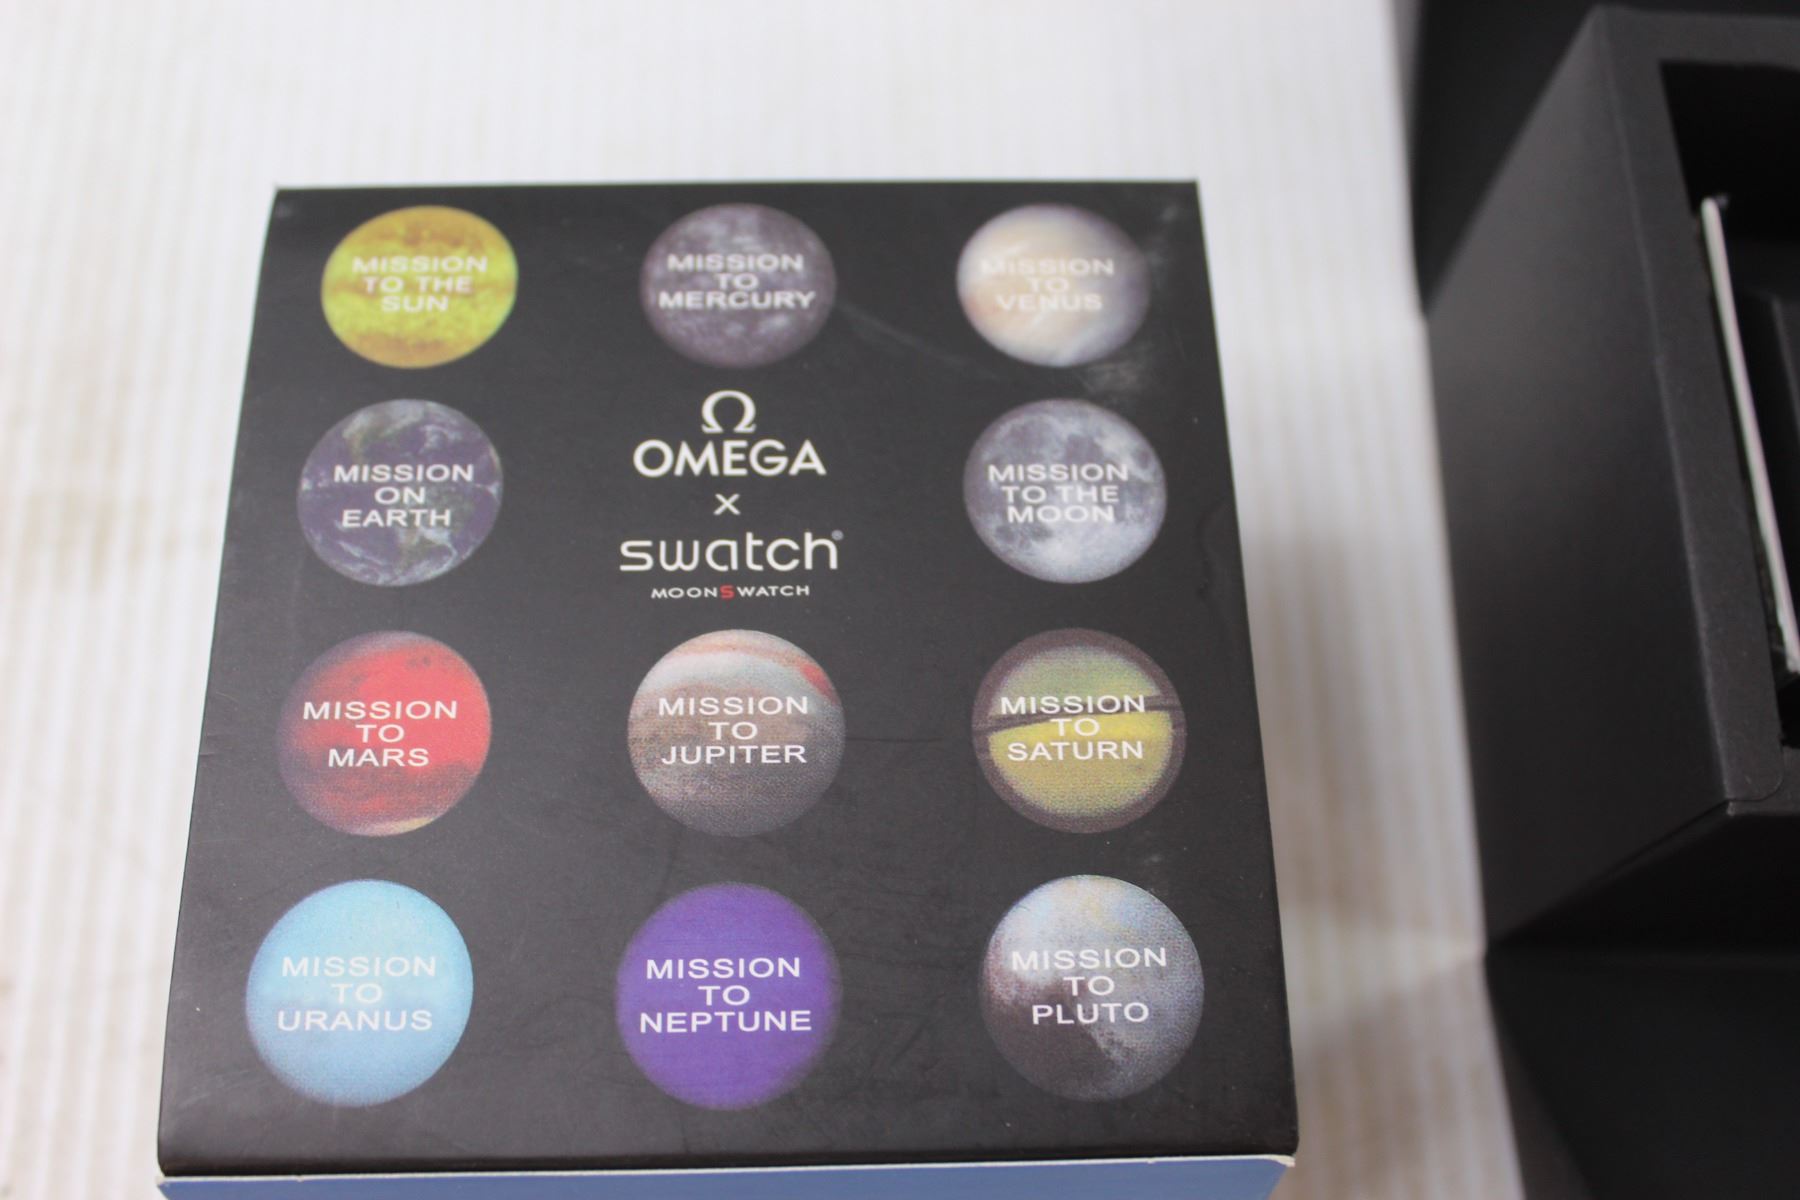 MISSION
TO THE
SUN
MISSION
TO
MERCURY
MISSION
TO
VENUS
MISSION
ON
EARTH
Ω
OMEGA
x
swatch®
MOONSWATCH
MISSION
TO THE
MOON
MISSION
TO
MARS
MISSION
TO
JUPITER
MISSION
TO
SATURN
MISSION
TO
URANUS
MISSION
TO
NEPTUNE
MISSION
TO
PLUTO